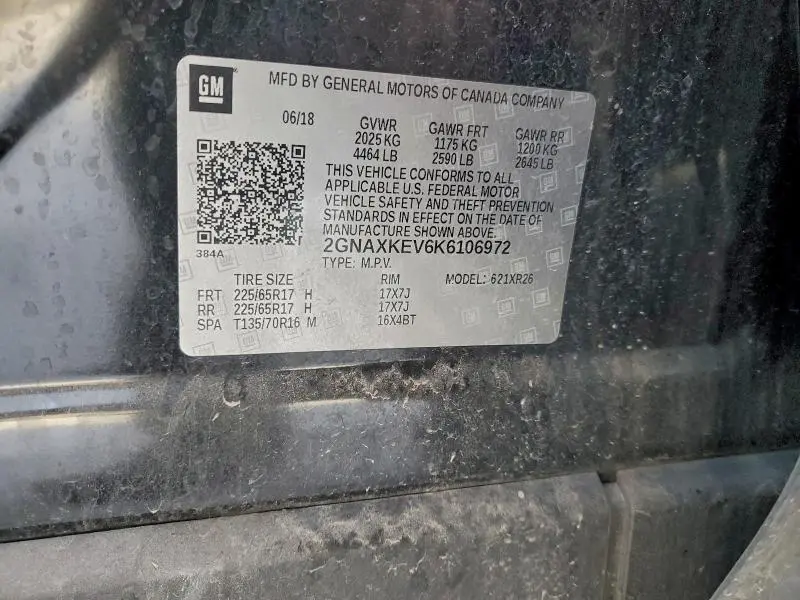 GM
MFD BY GENERAL MOTORS OF CANADA COMPANY
06/18 GVWR GAWR FRT GAWR RR
2025 KG 1175 KG 1200 KG
4464 LB 2590 LB 2645 LB
THIS VEHICLE CONFORMS TO ALL
APPLICABLE U.S. FEDERAL MOTOR
VEHICLE SAFETY AND THEFT PREVENTION
STANDARDS IN EFFECT ON THE DATE OF
MANUFACTURE SHOWN ABOVE.
384A
2GNAXKEV6K6106972
TYPE: M.P.V. MODEL: 621XR26
TIRE SIZE RIM
FRT 225/65R17 H 17X7J
RR 225/65R17 H 17X7J
SPA T135/70R16 M 16X4BT